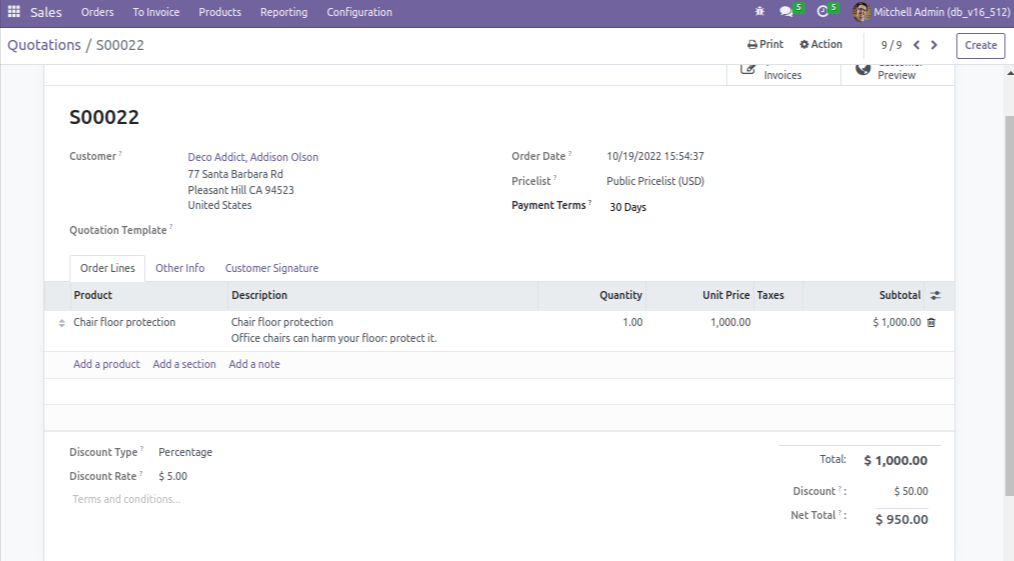 Sales Orders To Invoice Products Reporting Configuration 5 5 Mitchell Admin (db_v16_512)
Quotations / S00022 Print Action 9 / 9 Create
Invoices Preview
S00022
Customer ? Deco Addict, Addison Olson Order Date ? 10/19/2022 15:54:37
77 Santa Barbara Rd
Pleasant Hill CA 94523 Pricelist ? Public Pricelist (USD)
United States Payment Terms ? 30 Days
Quotation Template ?
Order Lines Other Info Customer Signature
Product Description Quantity Unit Price Taxes Subtotal
Chair floor protection Chair floor protection 1.00 1,000.00 $ 1,000.00
Office chairs can harm your floor: protect it.
Add a product Add a section Add a note
Discount Type ? Percentage Total: $ 1,000.00
Discount Rate ? $ 5.00
Terms and conditions... Discount ? : $ 50.00
Net Total ? : $ 950.00